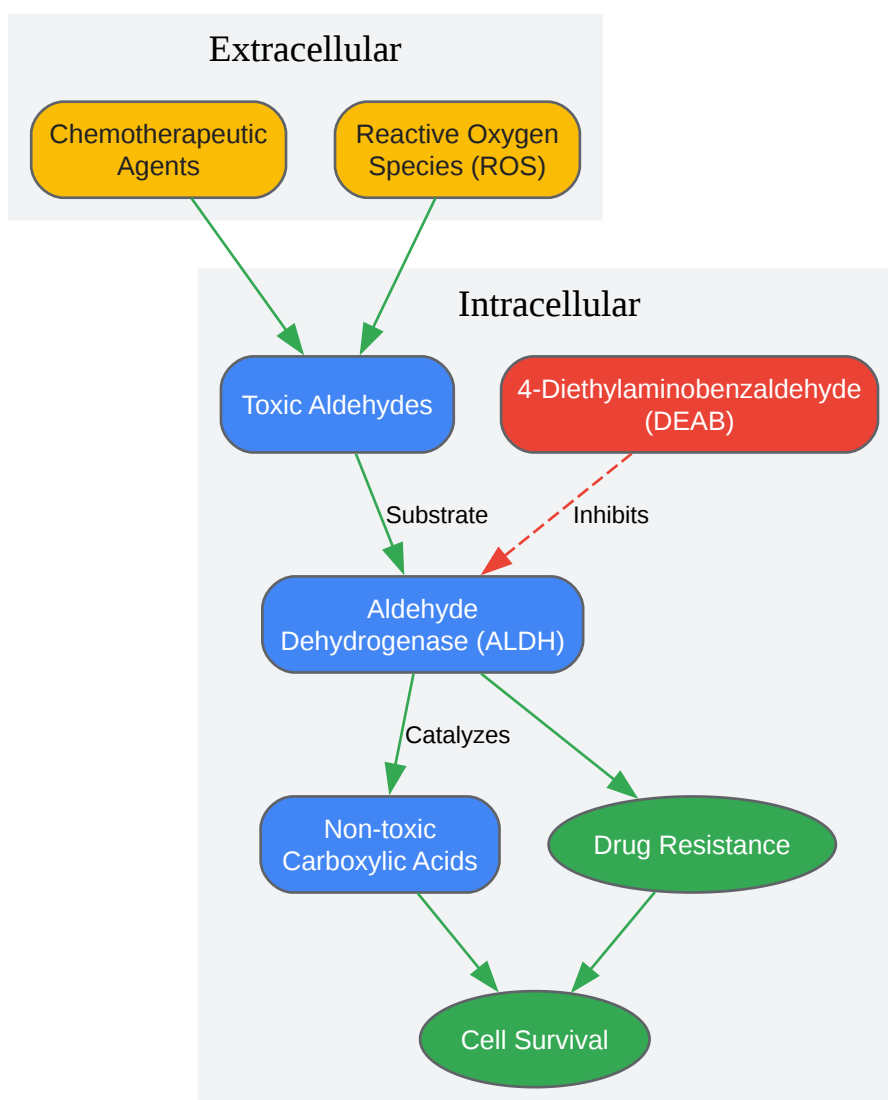 Extracellular
Chemotherapeutic
Agents
Reactive Oxygen
Species (ROS)
Intracellular
Toxic Aldehydes
4-Diethylaminobenzaldehyde
(DEAB)
Substrate
Inhibits
Aldehyde
Dehydrogenase (ALDH)
Catalyzes
Non-toxic
Carboxylic Acids
Drug Resistance
Cell Survival